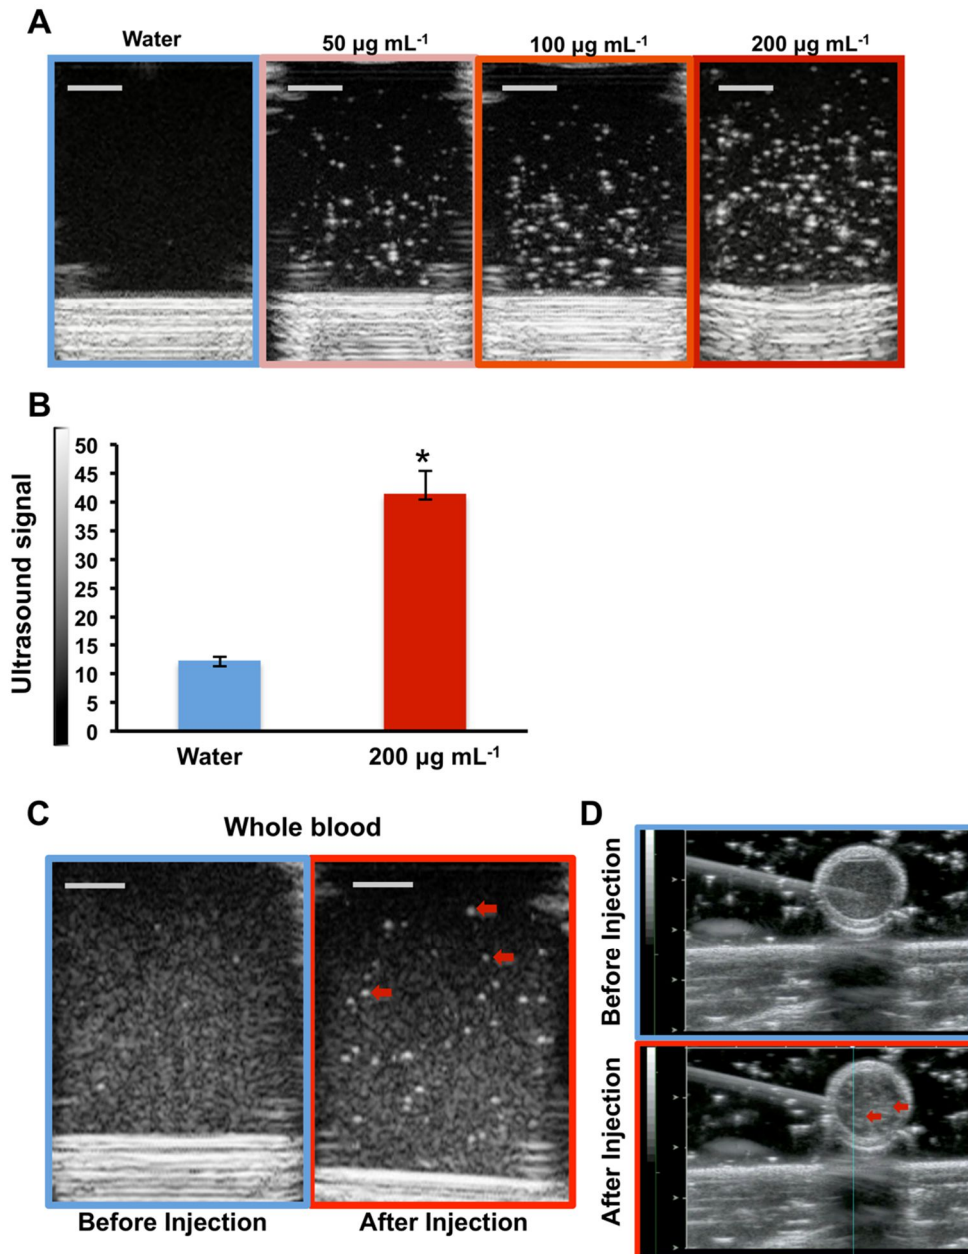 A
Water 50 µg mL⁻¹ 100 µg mL⁻¹ 200 µg mL⁻¹
B
Ultrasound signal
50
45
40
35
30
25
20
15
10
5
0
*
Water 200 µg mL⁻¹
C
Whole blood
Before Injection After Injection
D
Before Injection
After Injection